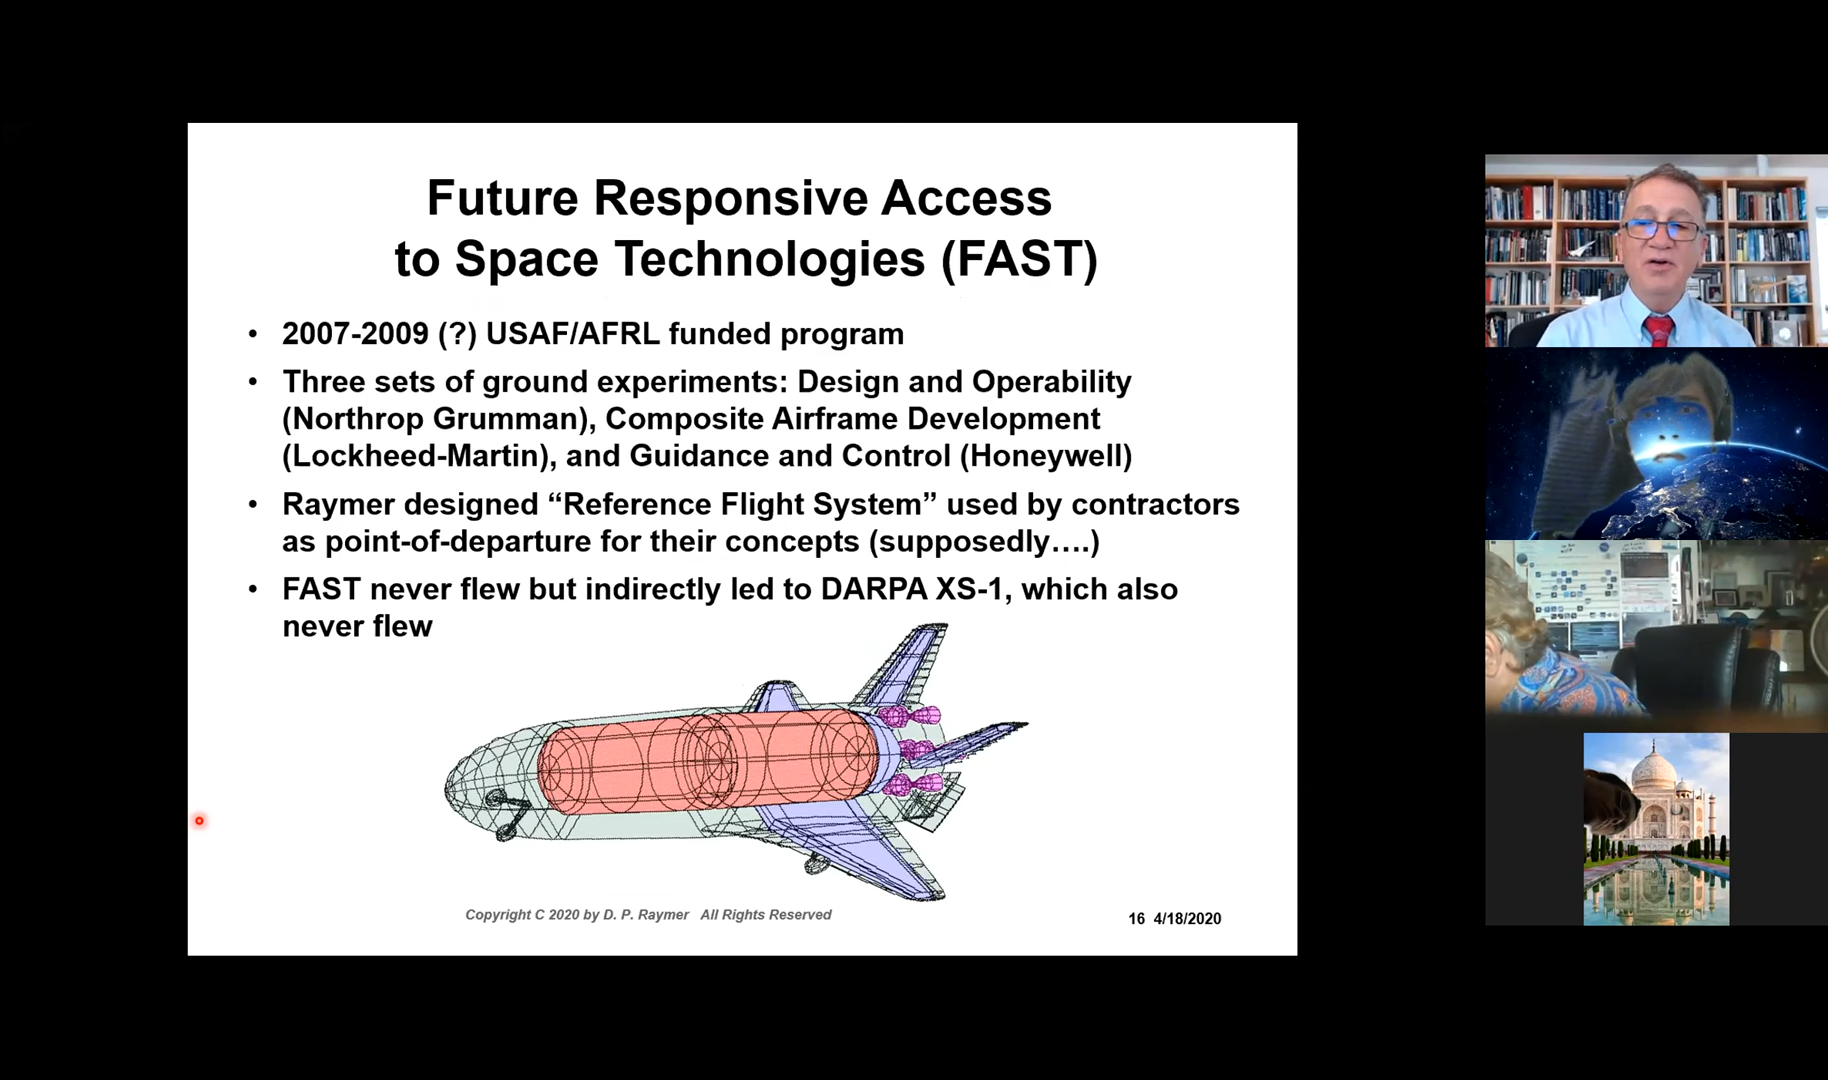 Future Responsive Access
to Space Technologies (FAST)
• 2007-2009 (?) USAF/AFRL funded program
• Three sets of ground experiments: Design and Operability
(Northrop Grumman), Composite Airframe Development
(Lockheed-Martin), and Guidance and Control (Honeywell)
• Raymer designed “Reference Flight System” used by contractors
as point-of-departure for their concepts (supposedly….)
• FAST never flew but indirectly led to DARPA XS-1, which also
never flew
Copyright C 2020 by D. P. Raymer All Rights Reserved
16 4/18/2020